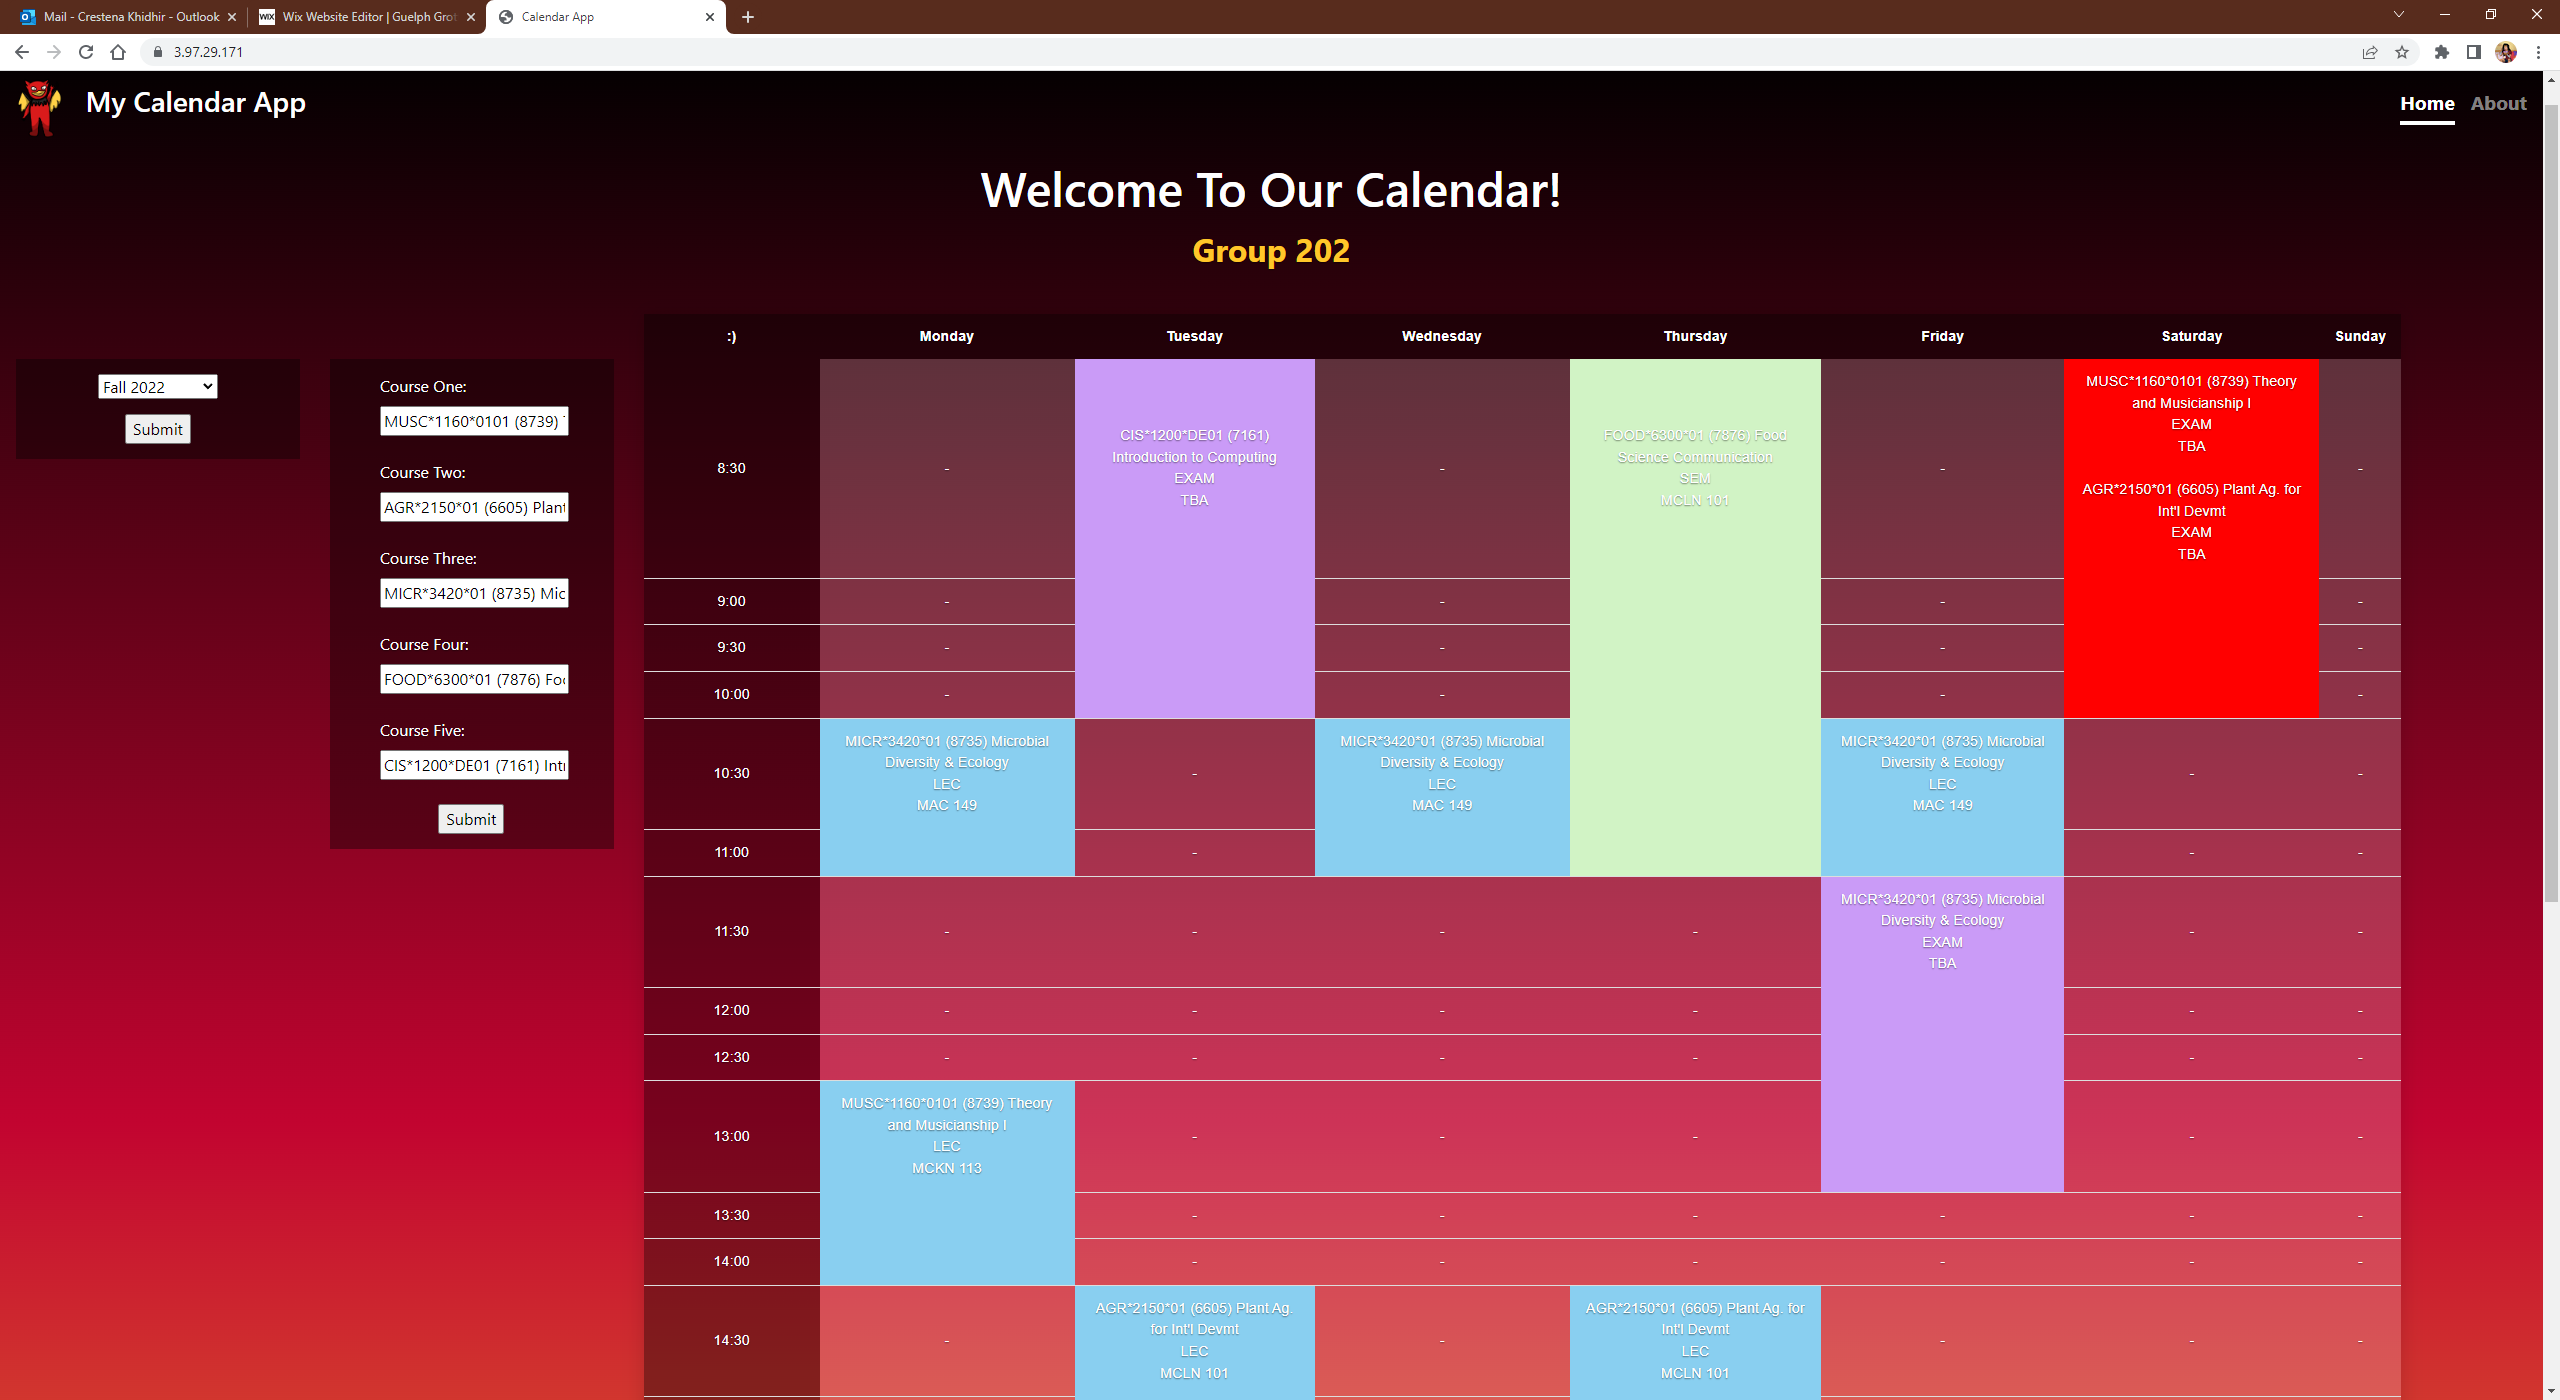 Mail - Crestena Khidhir - Outlook
WIX Wix Website Editor | Guelph Gro
Calendar App
3.97.29.171
My Calendar App
Home About
Welcome To Our Calendar!
Group 202
Fall 2022
Submit
Course One:
MUSC*1160*0101 (8739)
Course Two:
AGR*2150*01 (6605) Plant
Course Three:
MICR*3420*01 (8735) Mic
Course Four:
FOOD*6300*01 (7876) Foo
Course Five:
CIS*1200*DE01 (7161) Int
Submit
:) Monday Tuesday Wednesday Thursday Friday Saturday Sunday
8:30
-
CIS*1200*DE01 (7161)
Introduction to Computing
EXAM
TBA
-
FOOD*6300*01 (7876) Food
Science Communication
SEM
MCLN 101
-
MUSC*1160*0101 (8739) Theory
and Musicianship I
EXAM
TBA
AGR*2150*01 (6605) Plant Ag. for
Int'l Devmt
EXAM
TBA
-
9:00 - - - -
9:30 - - - -
10:00 - - - -
10:30
MICR*3420*01 (8735) Microbial
Diversity & Ecology
LEC
MAC 149
-
MICR*3420*01 (8735) Microbial
Diversity & Ecology
LEC
MAC 149
MICR*3420*01 (8735) Microbial
Diversity & Ecology
LEC
MAC 149
- -
11:00 - - -
11:30 - - - -
MICR*3420*01 (8735) Microbial
Diversity & Ecology
EXAM
TBA
- -
12:00 - - - - - -
12:30 - - - - - -
13:00
MUSC*1160*0101 (8739) Theory
and Musicianship I
LEC
MCKN 113
- - - - -
13:30 - - - - - -
14:00 - - - - - -
14:30
-
AGR*2150*01 (6605) Plant Ag.
for Int'l Devmt
LEC
MCLN 101
-
AGR*2150*01 (6605) Plant Ag. for
Int'l Devmt
LEC
MCLN 101
- - -